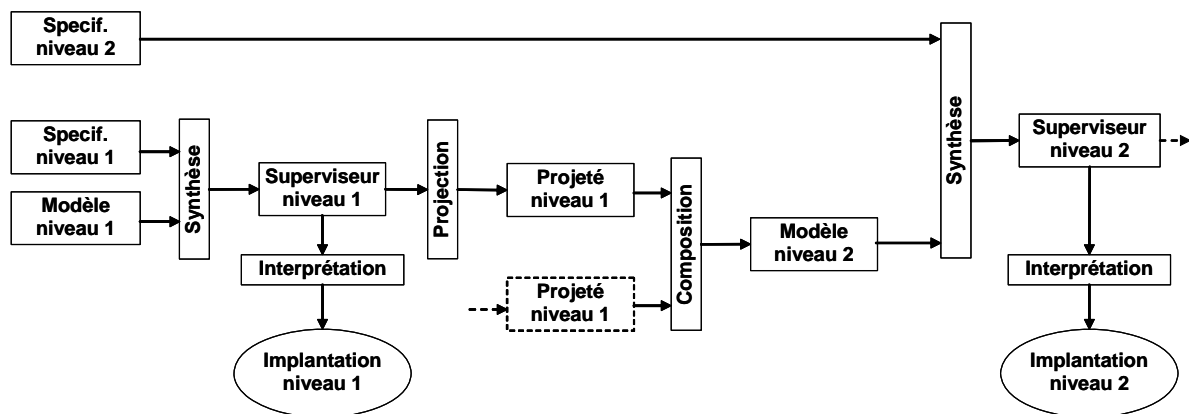 Specif.
niveau 2
Specif.
niveau 1
Modèle
niveau 1
Synthèse
Superviseur
niveau 1
Interprétation
Implantation
niveau 1
Projection
Projeté
niveau 1
Projeté
niveau 1
Composition
Modèle
niveau 2
Synthèse
Superviseur
niveau 2
Interprétation
Implantation
niveau 2